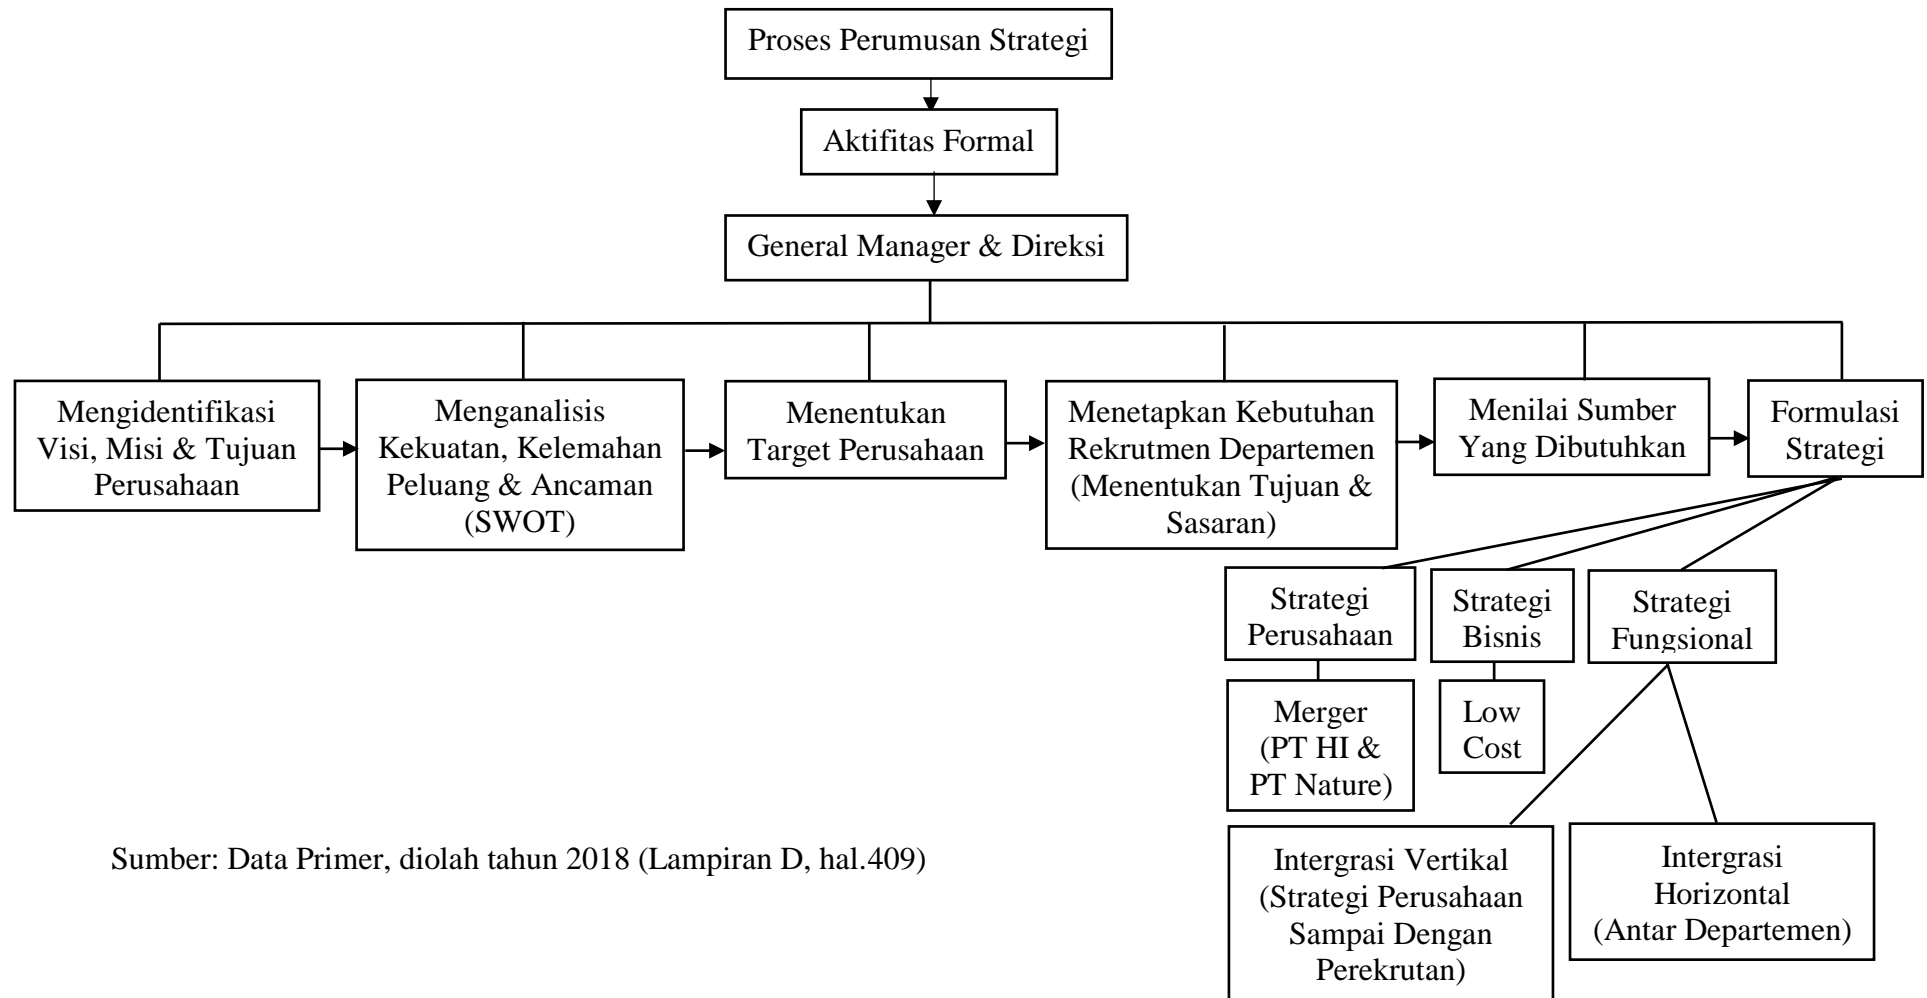 Proses Perumusan Strategi
Aktifitas Formal
General Manager & Direksi
Mengidentifikasi
Visi, Misi & Tujuan
Perusahaan
Menganalisis
Kekuatan, Kelemahan
Peluang & Ancaman
(SWOT)
Menentukan
Target Perusahaan
Menetapkan Kebutuhan
Rekrutmen Departemen
(Menentukan Tujuan &
Sasaran)
Menilai Sumber
Yang Dibutuhkan
Formulasi
Strategi
Strategi
Perusahaan
Strategi
Bisnis
Strategi
Fungsional
Merger
(PT HI &
PT Nature)
Low
Cost
Intergrasi Vertikal
(Strategi Perusahaan
Sampai Dengan
Perekrutan)
Intergrasi
Horizontal
(Antar Departemen)
Sumber: Data Primer, diolah tahun 2018 (Lampiran D, hal.409)